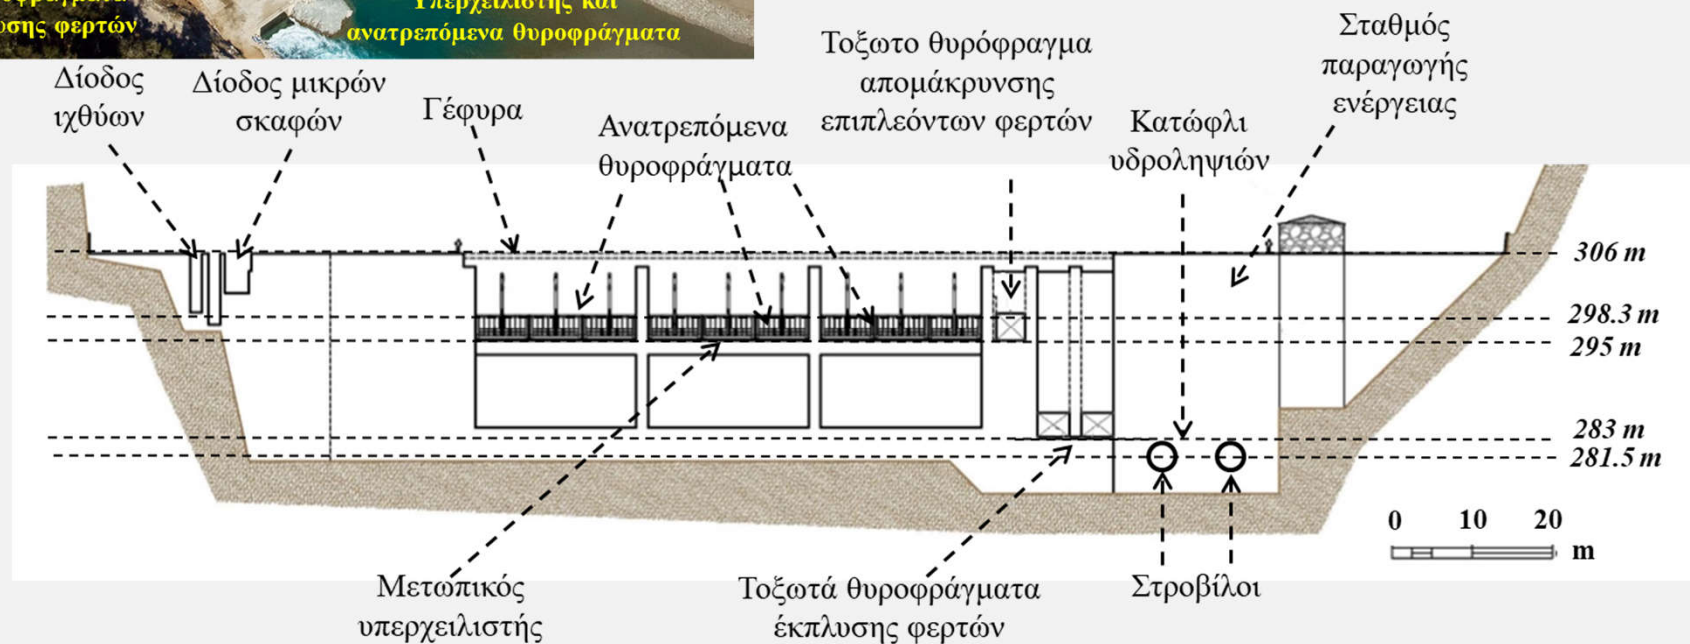 σης φερτών
Υπερχειλιστής και
ανατρεπόμενα θυροφράγματα
Δίοδος
ιχθύων
Δίοδος μικρών
σκαφών
Γέφυρα
Ανατρεπόμενα
θυροφράγματα
Τοξωτο θυρόφραγμα
απομάκρυνσης
επιπλεόντων φερτών
Κατώφλι
υδροληψιών
Σταθμός
παραγωγής
ενέργειας
306 m
298.3 m
295 m
283 m
281.5 m
0 10 20
m
Μετωπικός
υπερχειλιστής
Τοξωτά θυροφράγματα
έκπλυσης φερτών
Στροβίλοι